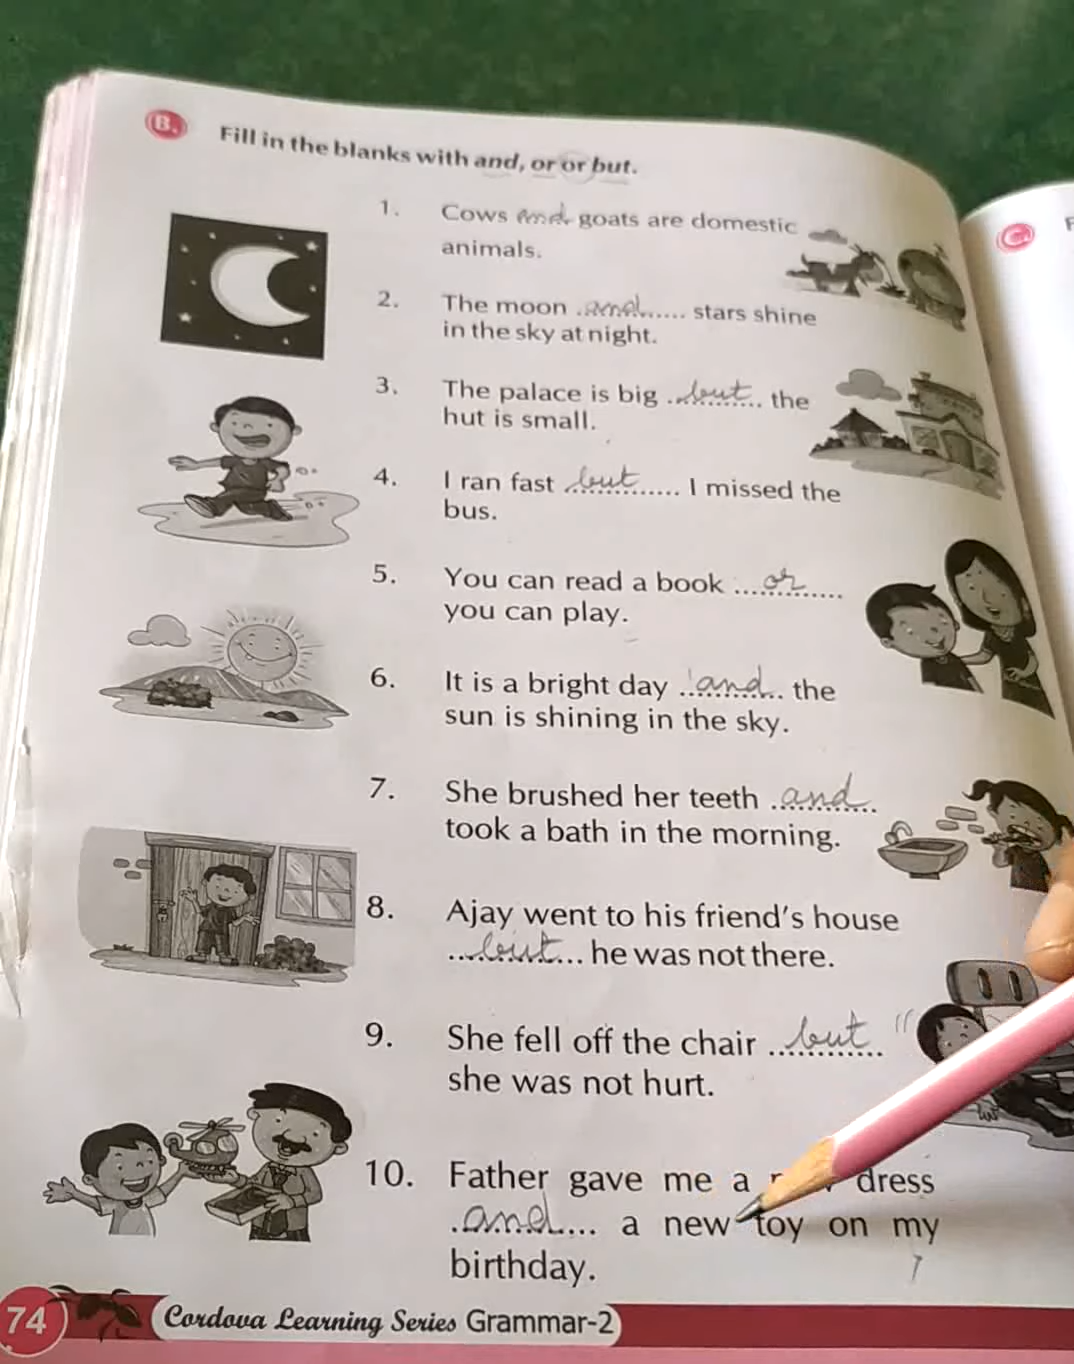 B. Fill in the blanks with and, or or but.
1. Cows and goats are domestic
animals.
2. The moon .and...... stars shine
in the sky at night.
3. The palace is big ...but... the
hut is small.
4. I ran fast ...but...... I missed the
bus.
5. You can read a book ...or......
you can play.
6. It is a bright day ...and... the
sun is shining in the sky.
7. She brushed her teeth ...and...
took a bath in the morning.
8. Ajay went to his friend's house
...but... he was not there.
9. She fell off the chair ...but...
she was not hurt.
10. Father gave me a dress
.and.... a new toy on my
birthday.
74 Cordova Learning Series Grammar-2
C.